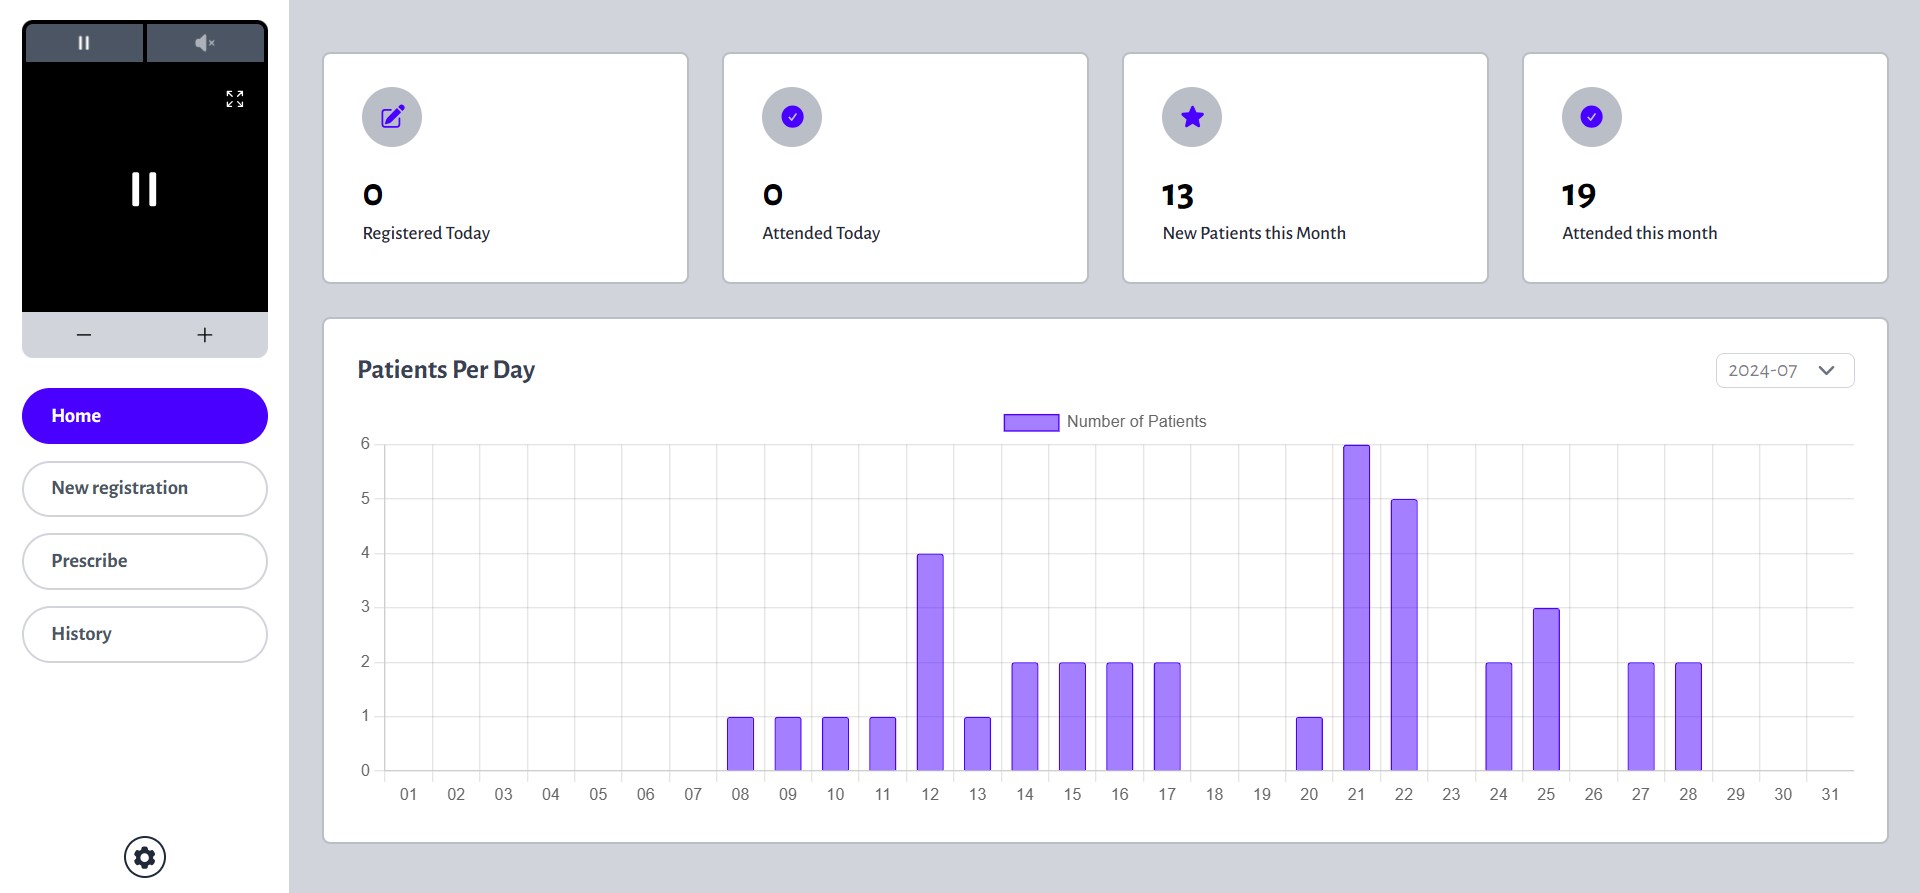 0
Registered Today
0
Attended Today
13
New Patients this Month
19
Attended this month
Home
New registration
Prescribe
History
Patients Per Day
2024-07
Number of Patients
6
5
4
3
2
1
0
01 02 03 04 05 06 07 08 09 10 11 12 13 14 15 16 17 18 19 20 21 22 23 24 25 26 27 28 29 30 31